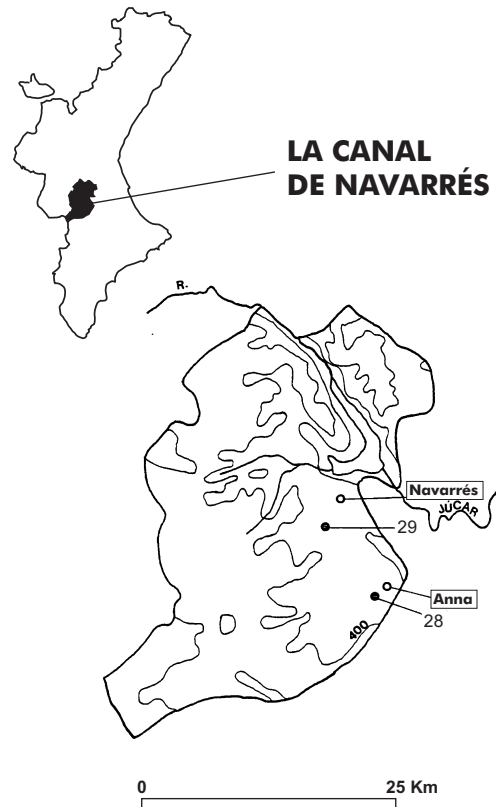 LA CANAL
DE NAVARRÉS
R.
Navarrés
JÚCAR
29
Anna
28
400
0 25 Km